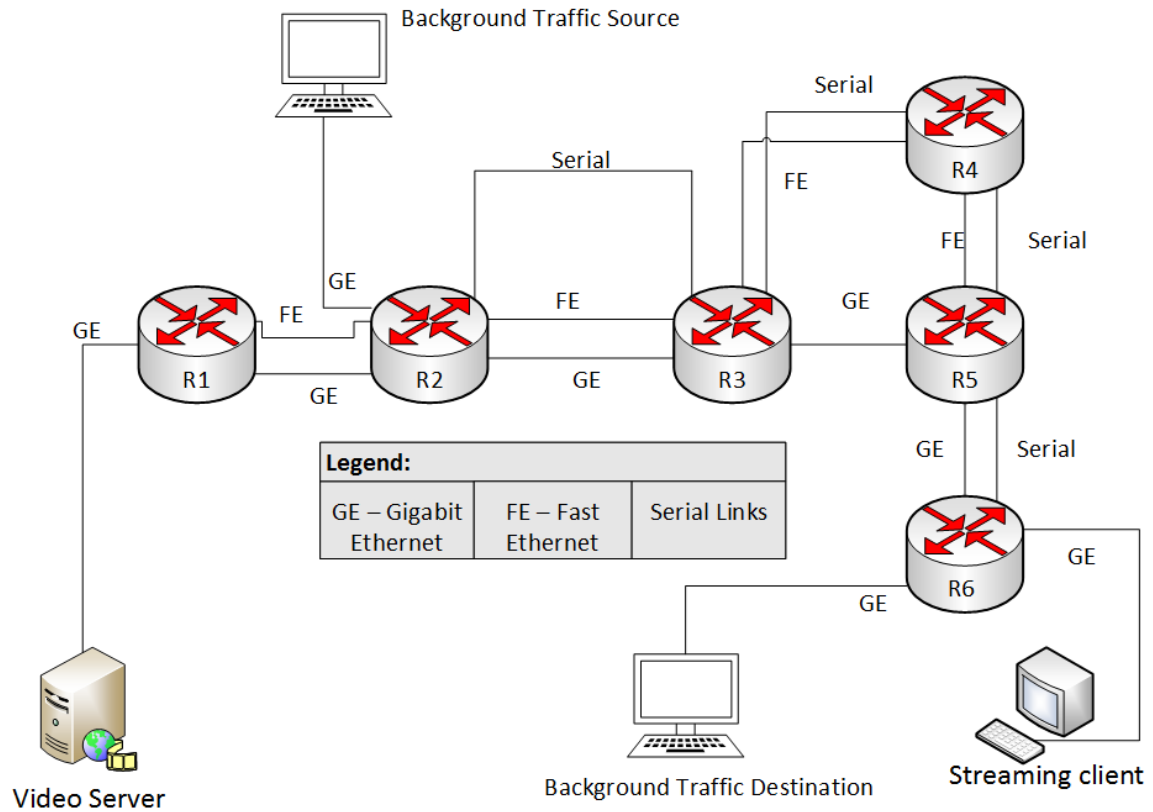 Background Traffic Source
Serial
R4
Serial
FE
FE
Serial
GE
FE
R1
GE
GE
R2
FE
GE
R3
GE
R5
GE
Serial
Legend:
GE – Gigabit Ethernet
FE – Fast Ethernet
Serial Links
R6
GE
GE
Video Server
Background Traffic Destination
Streaming client